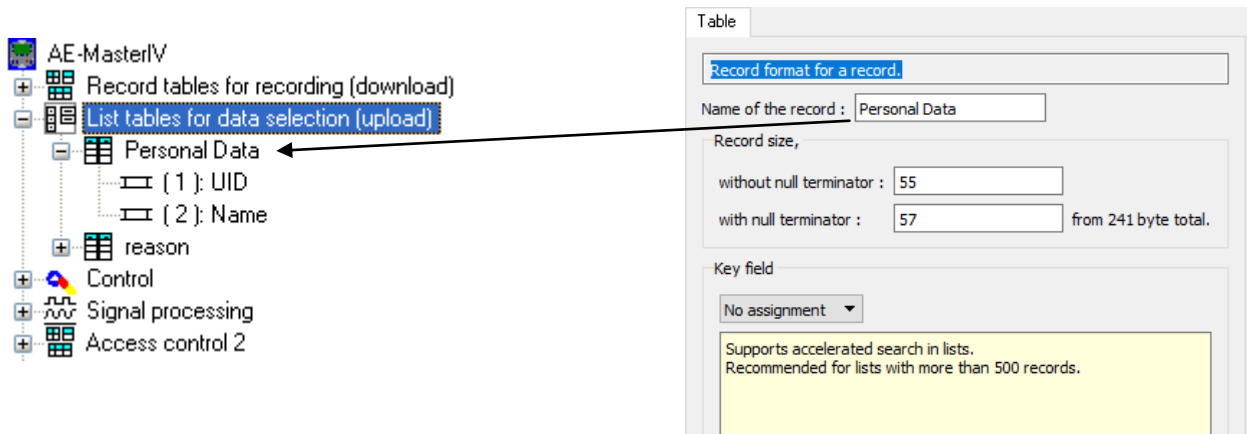 AE-MasterIV
Record tables for recording (download)
List tables for data selection (upload)
Personal Data
( 1 ): UID
( 2 ): Name
reason
Control
Signal processing
Access control 2
Table
Record format for a record.
Name of the record : Personal Data
Record size,
without null terminator : 55
with null terminator : 57 from 241 byte total.
Key field
No assignment
Supports accelerated search in lists.
Recommended for lists with more than 500 records.